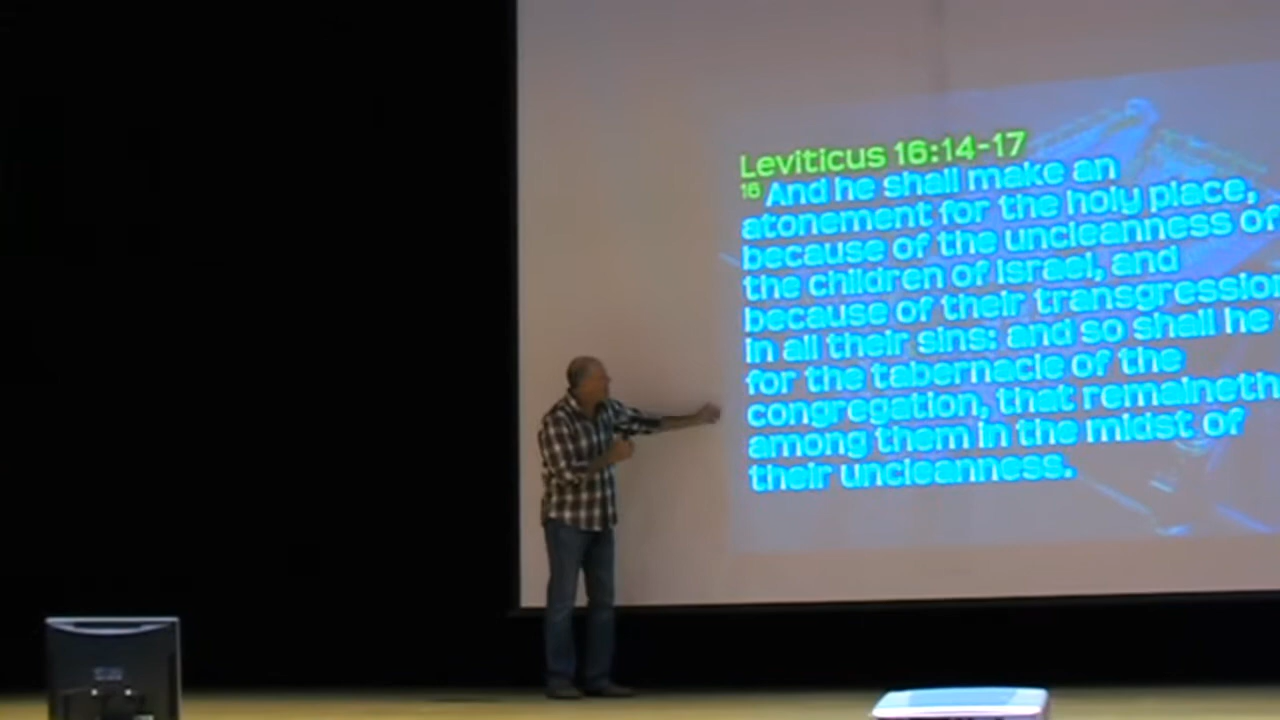 Leviticus 16:14-17
16 And he shall make an
atonement for the holy place,
because of the uncleanness of
the children of Israel, and
because of their transgression
in all their sins: and so shall he
for the tabernacle of the
congregation, that remaineth
among them in the midst of
their uncleanness.